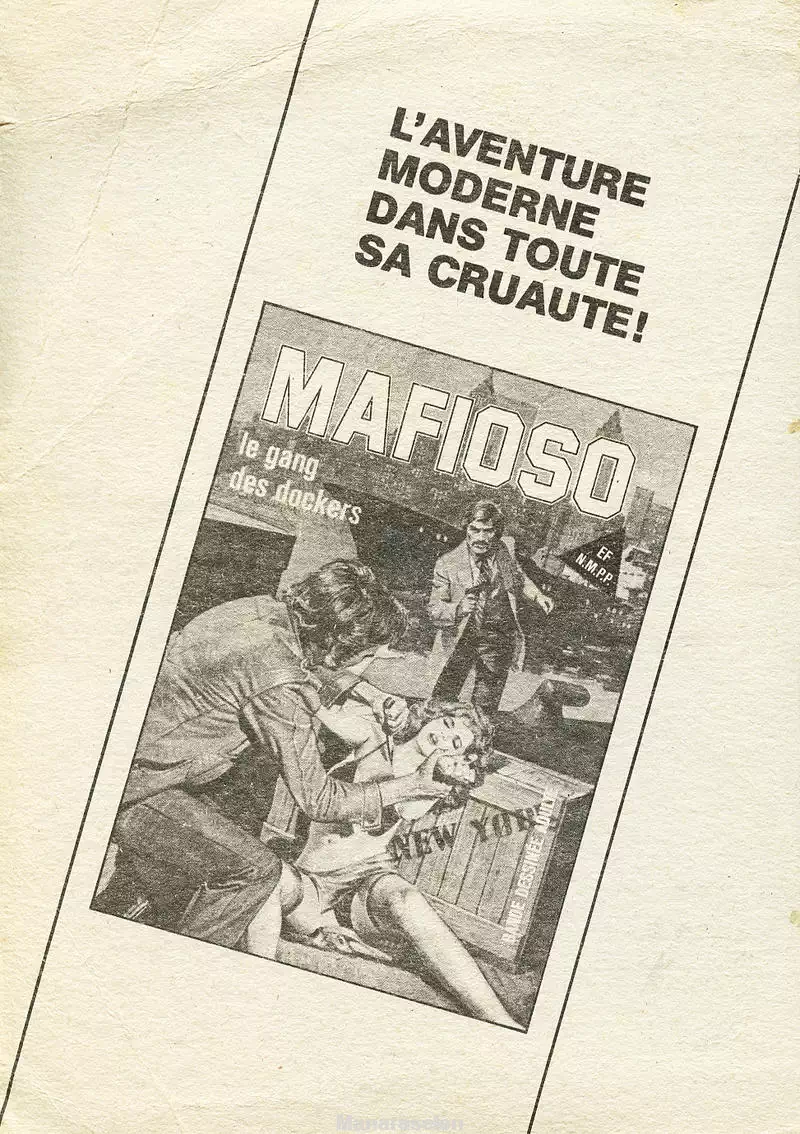 L'AVENTURE
MODERNE
DANS TOUTE
SA CRUAUTE!
MAFIOSO
le gang
des dockers
EF
N.M.P.P.
NEW YORK
BANDE DESSINEE ADULTE